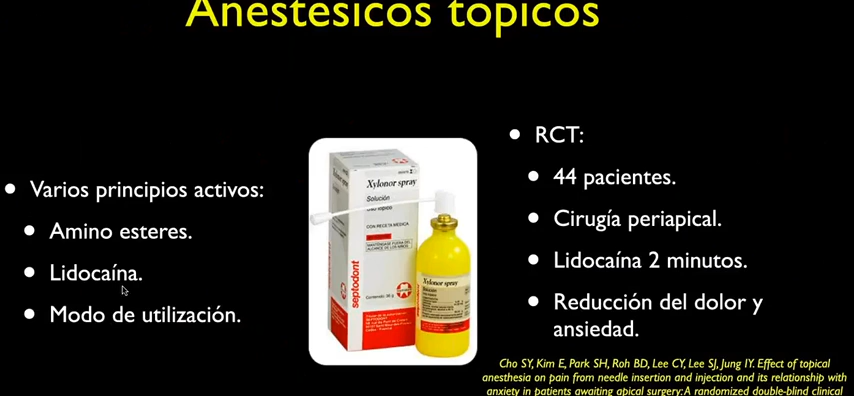 Anestésicos tópicos
• Varios principios activos:
• Amino esteres.
• Lidocaína.
• Modo de utilización.
Xylonor spray
Solución
CON RECETA MEDICA
septodont
Xylonor spray
• RCT:
• 44 pacientes.
• Cirugía periapical.
• Lidocaína 2 minutos.
• Reducción del dolor y
ansiedad.
Cho SY, Kim E, Park SH, Roh BD, Lee CY, Lee SJ, Jung IY. Effect of topical
anesthesia on pain from needle insertion and injection and its relationship with
anxiety in patients awaiting apical surgery: A randomized double-blind clinical